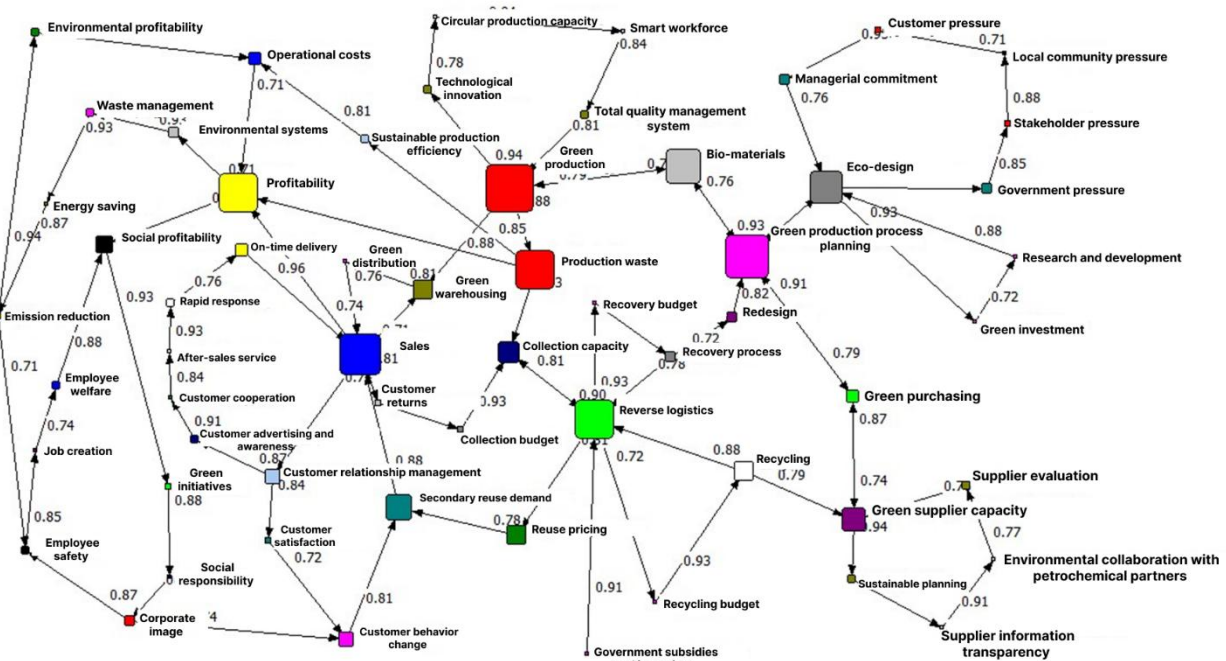 Environmental profitability
Operational costs
0.71
Circular production capacity
Smart workforce
0.84
0.78
Technological
innovation
Total quality management
system
0.81
Customer pressure
0.71
Local community pressure
Managerial commitment
0.76
0.88
Stakeholder pressure
Waste management
0.93
Environmental systems
0.81
Sustainable production
efficiency
Green
production
0.94
0.79
88
0.85
0.88
Bio-materials
0.76
Eco-design
0.85
Government pressure
Profitability
0.71
Energy saving
0.87
0.94
Social profitability
On-time delivery
0.96
0.76
Green
distribution
0.76
0.81
Green
warehousing
0.74
0.71
Production waste
3
0.93
Green production process
planning
0.93
0.88
Research and development
0.72
Green investment
0.91
0.82
Redesign
0.72
Recovery budget
Recovery process
0.78
Emission reduction
0.93
Rapid response
0.93
0.88
0.71
After-sales service
0.84
Sales
81
Collection capacity
0.81
0.79
Employee
welfare
0.74
Customer cooperation
0.91
Customer
returns
0.93
0.93
0.90
Reverse logistics
Green purchasing
0.87
Customer advertising and
awareness
Collection budget
0.72
Job creation
0.88
Recycling
0.79
0.74
Customer relationship management
0.84
0.88
Green
initiatives
0.88
Secondary reuse demand
0.78
Reuse pricing
Supplier evaluation
Green supplier capacity
0.94
0.77
0.85
Employee
safety
Customer
satisfaction
0.72
0.93
Environmental collaboration with
petrochemical partners
Social
responsibility
0.87
0.81
0.91
Sustainable planning
0.91
Recycling budget
Corporate
image
4
Customer behavior
change
Supplier information
transparency
Government subsidies